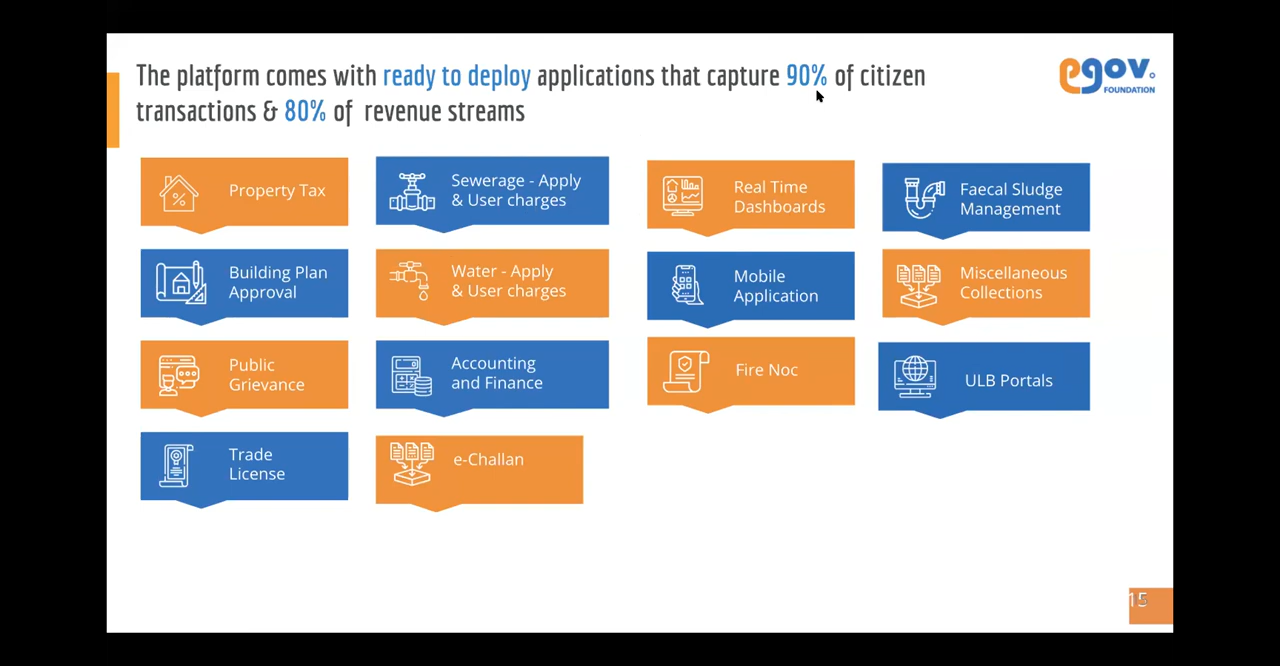 The platform comes with ready to deploy applications that capture 90% of citizen
transactions & 80% of revenue streams
egov.
FOUNDATION
Property Tax
Sewerage - Apply
& User charges
Real Time
Dashboards
Faecal Sludge
Management
Building Plan
Approval
Water - Apply
& User charges
Mobile
Application
Miscellaneous
Collections
Public
Grievance
Accounting
and Finance
Fire Noc
ULB Portals
Trade
License
e-Challan
15